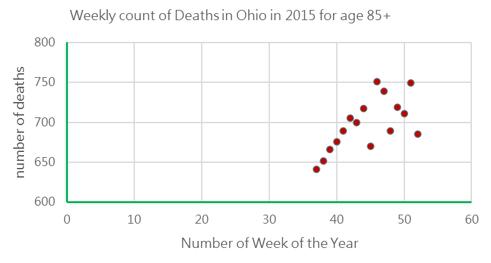 Weekly count of Deaths in Ohio in 2015 for age 85+
800
750
700
650
600
number of deaths
0 10 20 30 40 50 60
Number of Week of the Year